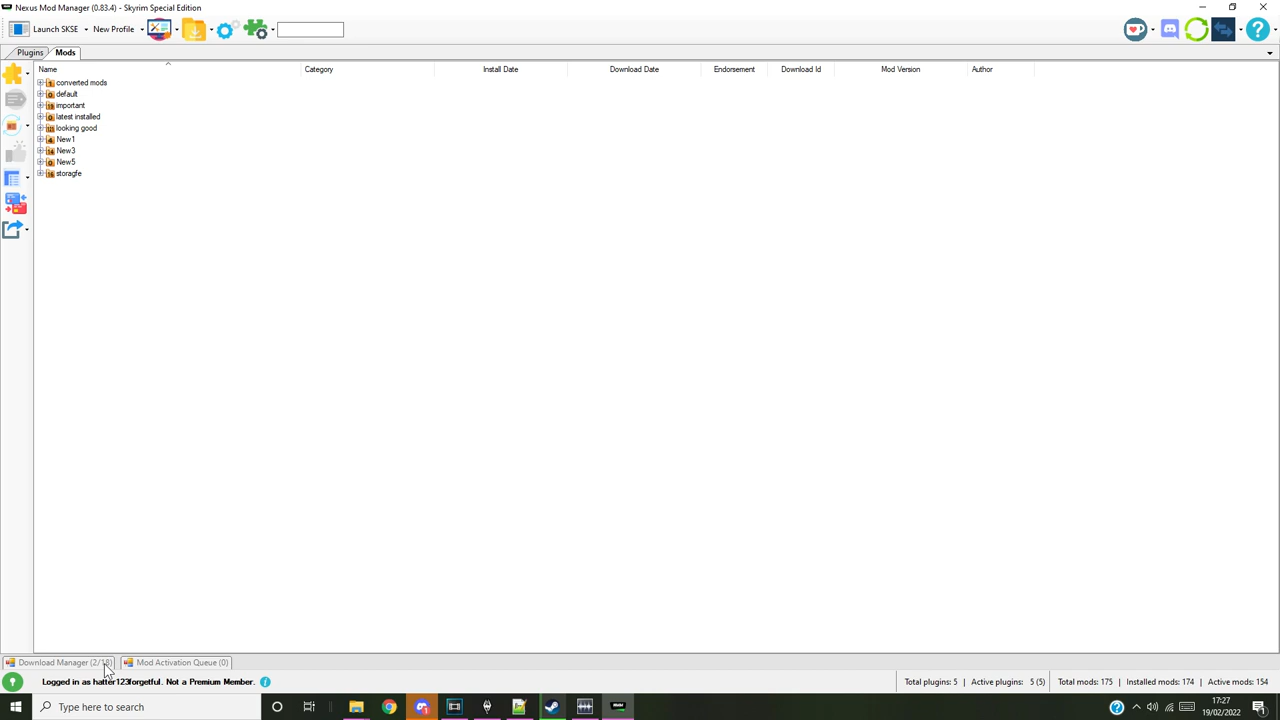 Nexus Mod Manager (0.83.4) - Skyrim Special Edition
Launch SKSE New Profile
Plugins Mods
Name Category Install Date Download Date Endorsement Download Id Mod Version Author
converted mods
default
important
latest installed
looking good
New1
New3
New5
storagfe
Download Manager (2/18) Mod Activation Queue (0)
Logged in as hatter123forgetful. Not a Premium Member. Total plugins: 5 | Active plugins: 5 (5) Total mods: 175 | Installed mods: 174 | Active mods: 154
Type here to search
17:27
19/02/2022